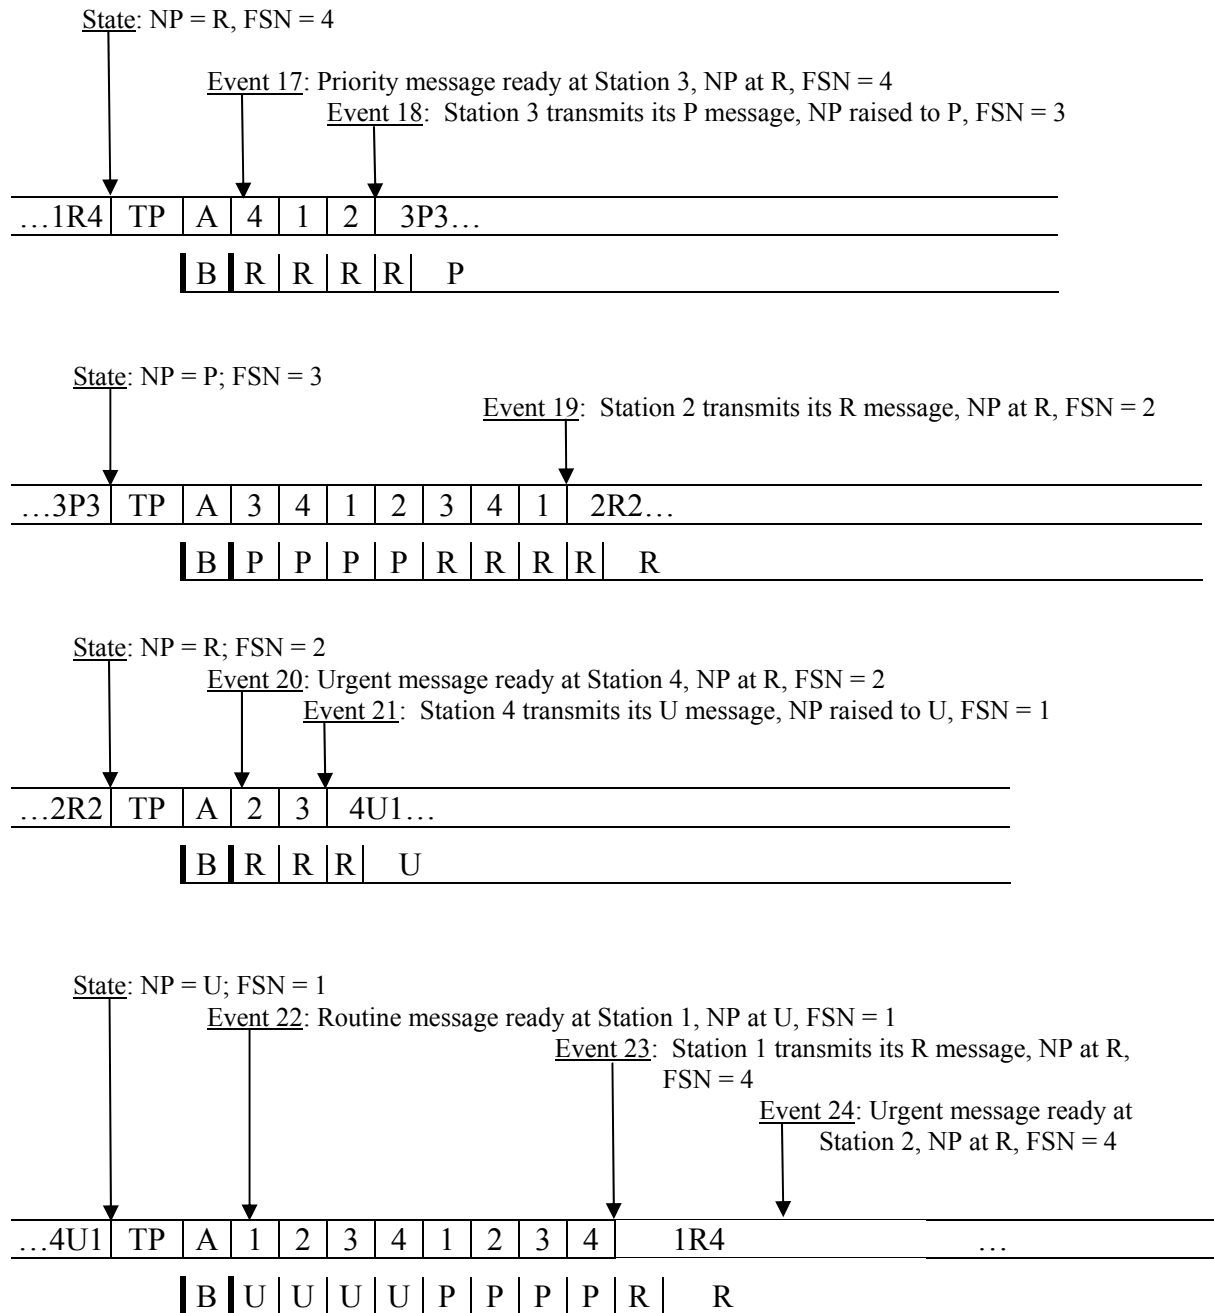 State: NP = R, FSN = 4
Event 17: Priority message ready at Station 3, NP at R, FSN = 4
Event 18: Station 3 transmits its P message, NP raised to P, FSN = 3
…1R4 TP A 4 1 2 3P3…
B R R R R P
State: NP = P; FSN = 3
Event 19: Station 2 transmits its R message, NP at R, FSN = 2
…3P3 TP A 3 4 1 2 3 4 1 2R2…
B P P P P R R R R R
State: NP = R; FSN = 2
Event 20: Urgent message ready at Station 4, NP at R, FSN = 2
Event 21: Station 4 transmits its U message, NP raised to U, FSN = 1
…2R2 TP A 2 3 4U1…
B R R R U
State: NP = U; FSN = 1
Event 22: Routine message ready at Station 1, NP at U, FSN = 1
Event 23: Station 1 transmits its R message, NP at R,
FSN = 4
Event 24: Urgent message ready at
Station 2, NP at R, FSN = 4
…4U1 TP A 1 2 3 4 1 2 3 4 1R4 …
B U U U U P P P P R R